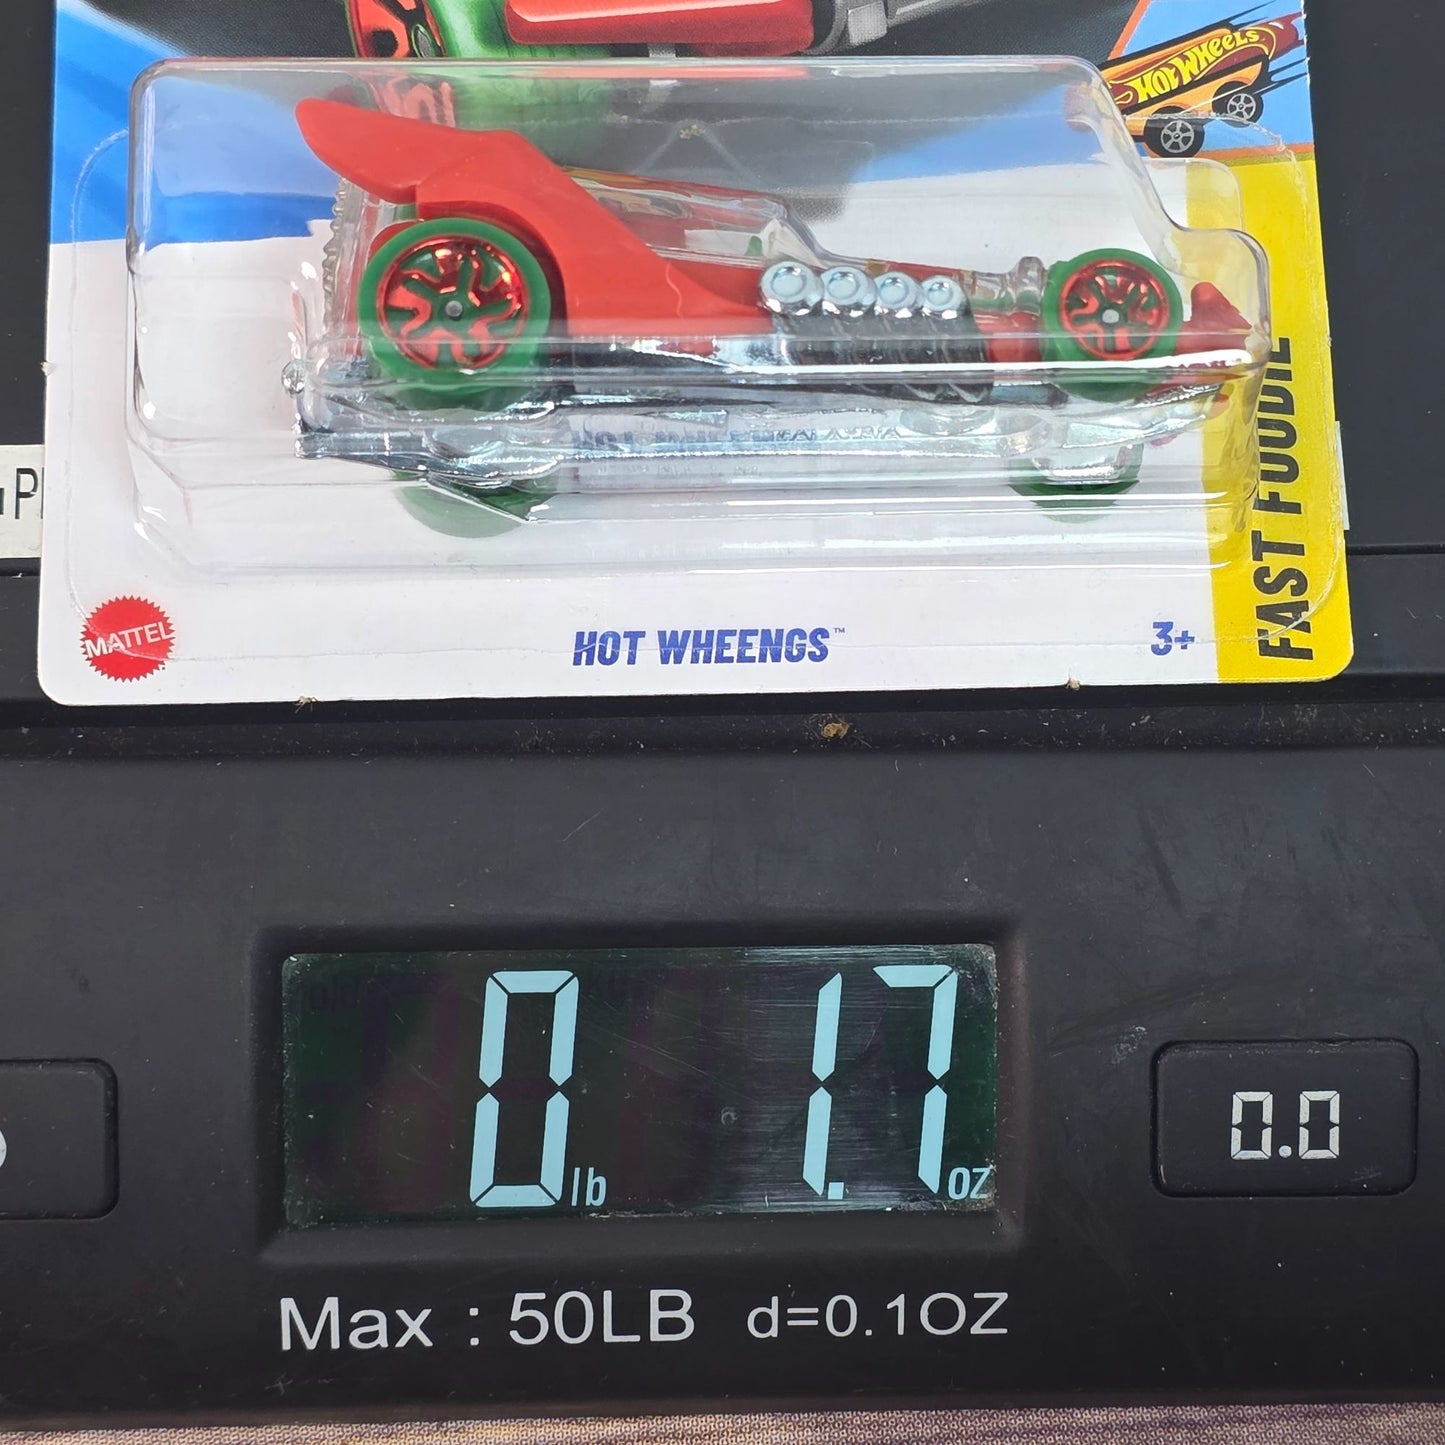 HOT WHEELS
FAST FOODIE
MATTEL
HOT WHEENGS™
3+
0 lb 1.7 oz
0.0
Max : 50LB d=0.1OZ